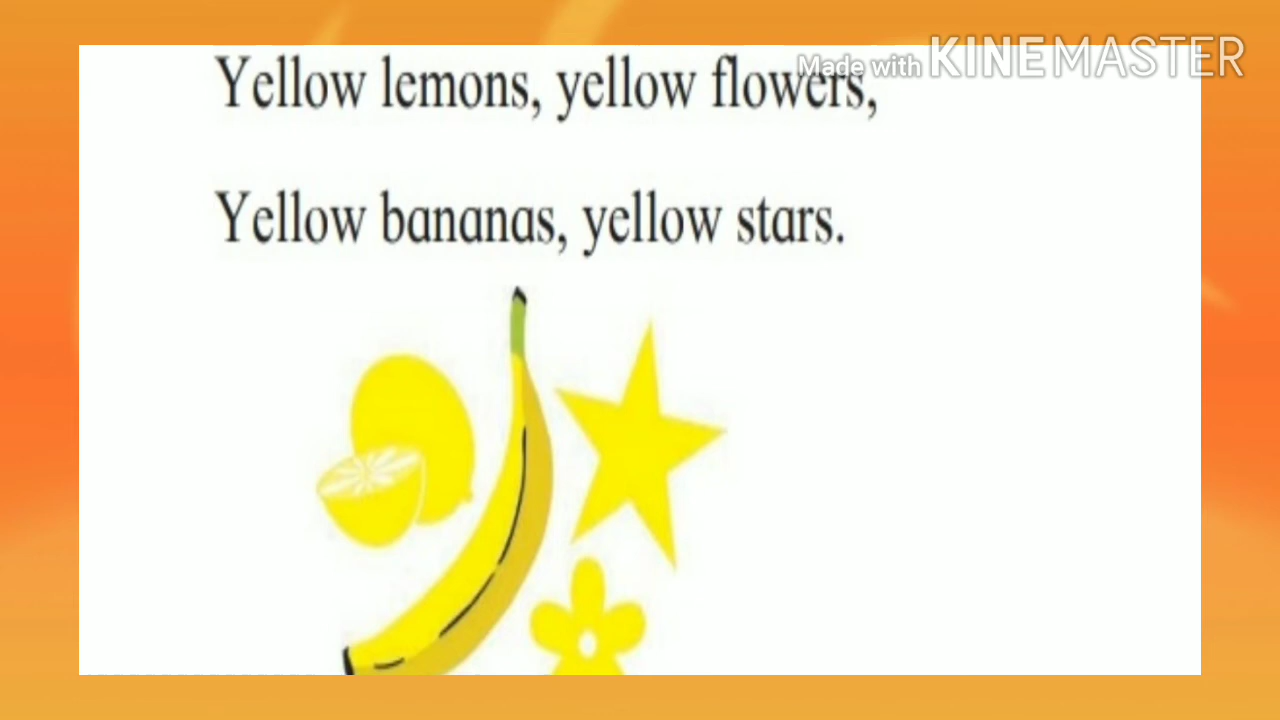 Made with KINEMASTER
Yellow lemons, yellow flowers,
Yellow bananas, yellow stars.